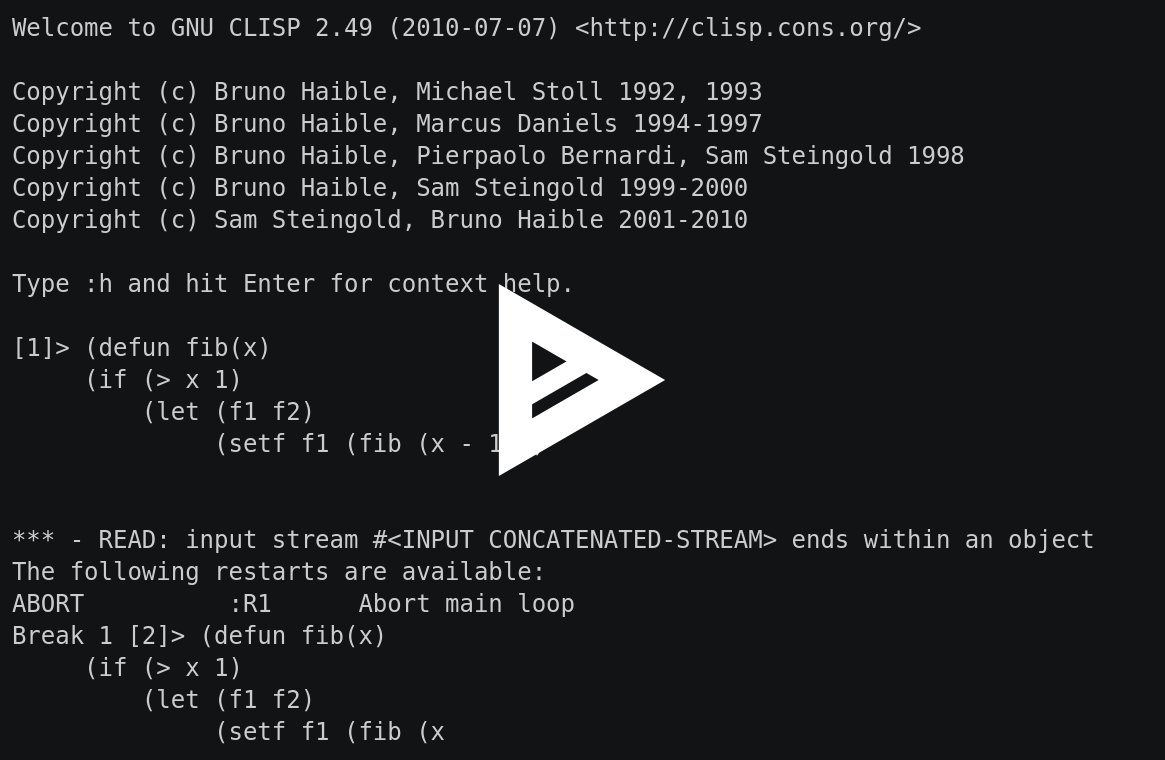 Welcome to GNU CLISP 2.49 (2010-07-07) <http://clisp.cons.org/>
Copyright (c) Bruno Haible, Michael Stoll 1992, 1993
Copyright (c) Bruno Haible, Marcus Daniels 1994-1997
Copyright (c) Bruno Haible, Pierpaolo Bernardi, Sam Steingold 1998
Copyright (c) Bruno Haible, Sam Steingold 1999-2000
Copyright (c) Sam Steingold, Bruno Haible 2001-2010
Type :h and hit Enter for context help.
[1]> (defun fib(x)
(if (> x 1)
(let (f1 f2)
(setf f1 (fib (x - 1
*** - READ: input stream #<INPUT CONCATENATED-STREAM> ends within an object
The following restarts are available:
ABORT          :R1      Abort main loop
Break 1 [2]> (defun fib(x)
(if (> x 1)
(let (f1 f2)
(setf f1 (fib (x